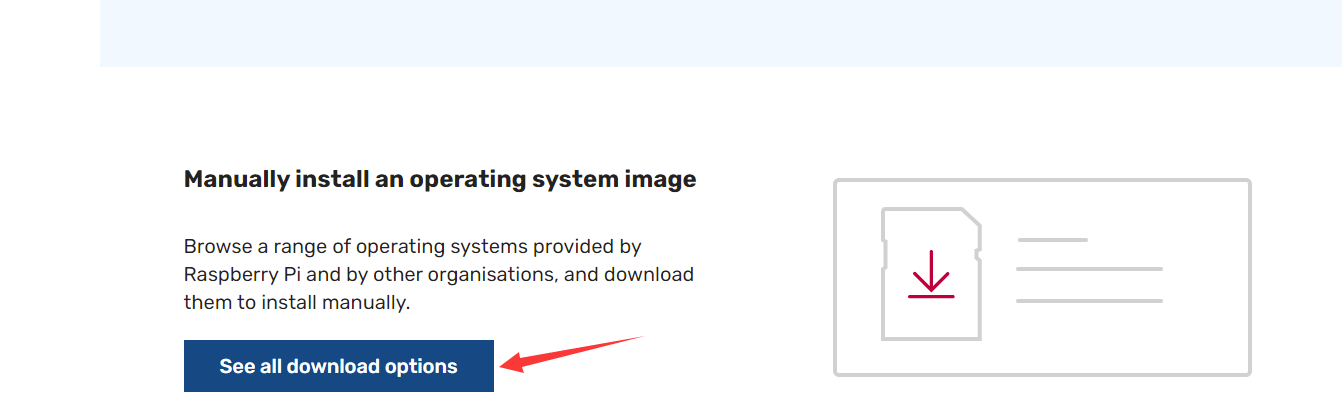 Manually install an operating system image
Browse a range of operating systems provided by
Raspberry Pi and by other organisations, and download
them to install manually.
See all download options